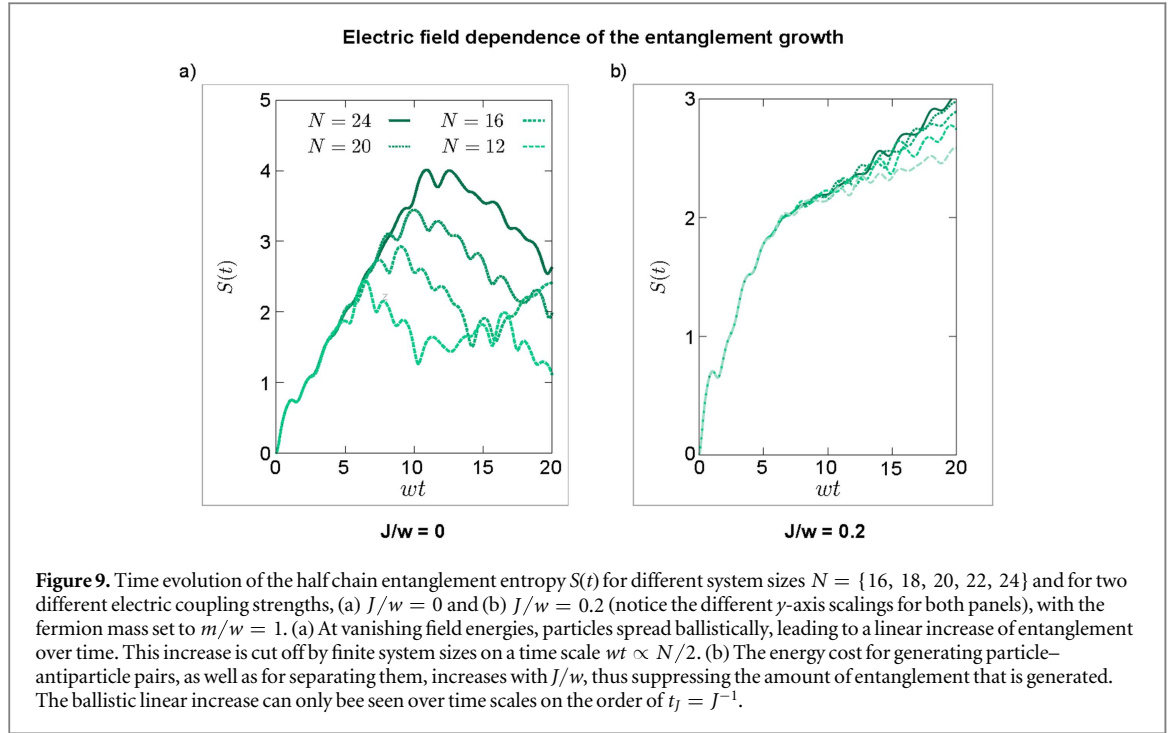 Electric field dependence of the entanglement growth
a)
b)
5
4
3
2
1
0
S(t)
N = 24
N = 16
N = 20
N = 12
z
0 5 10 15 20
wt
J/w = 0
3
2
1
0
S(t)
0 5 10 15 20
wt
J/w = 0.2
Figure 9. Time evolution of the half chain entanglement entropy S(t) for different system sizes N = {16, 18, 20, 22, 24} and for two
different electric coupling strengths, (a) J/w = 0 and (b) J/w = 0.2 (notice the different y-axis scalings for both panels), with the
fermion mass set to m/w = 1. (a) At vanishing field energies, particles spread ballistically, leading to a linear increase of entanglement
over time. This increase is cut off by finite system sizes on a time scale wt ∝ N/2. (b) The energy cost for generating particle–
antiparticle pairs, as well as for separating them, increases with J/w, thus suppressing the amount of entanglement that is generated.
The ballistic linear increase can only bee seen over time scales on the order of t_J = J⁻¹.